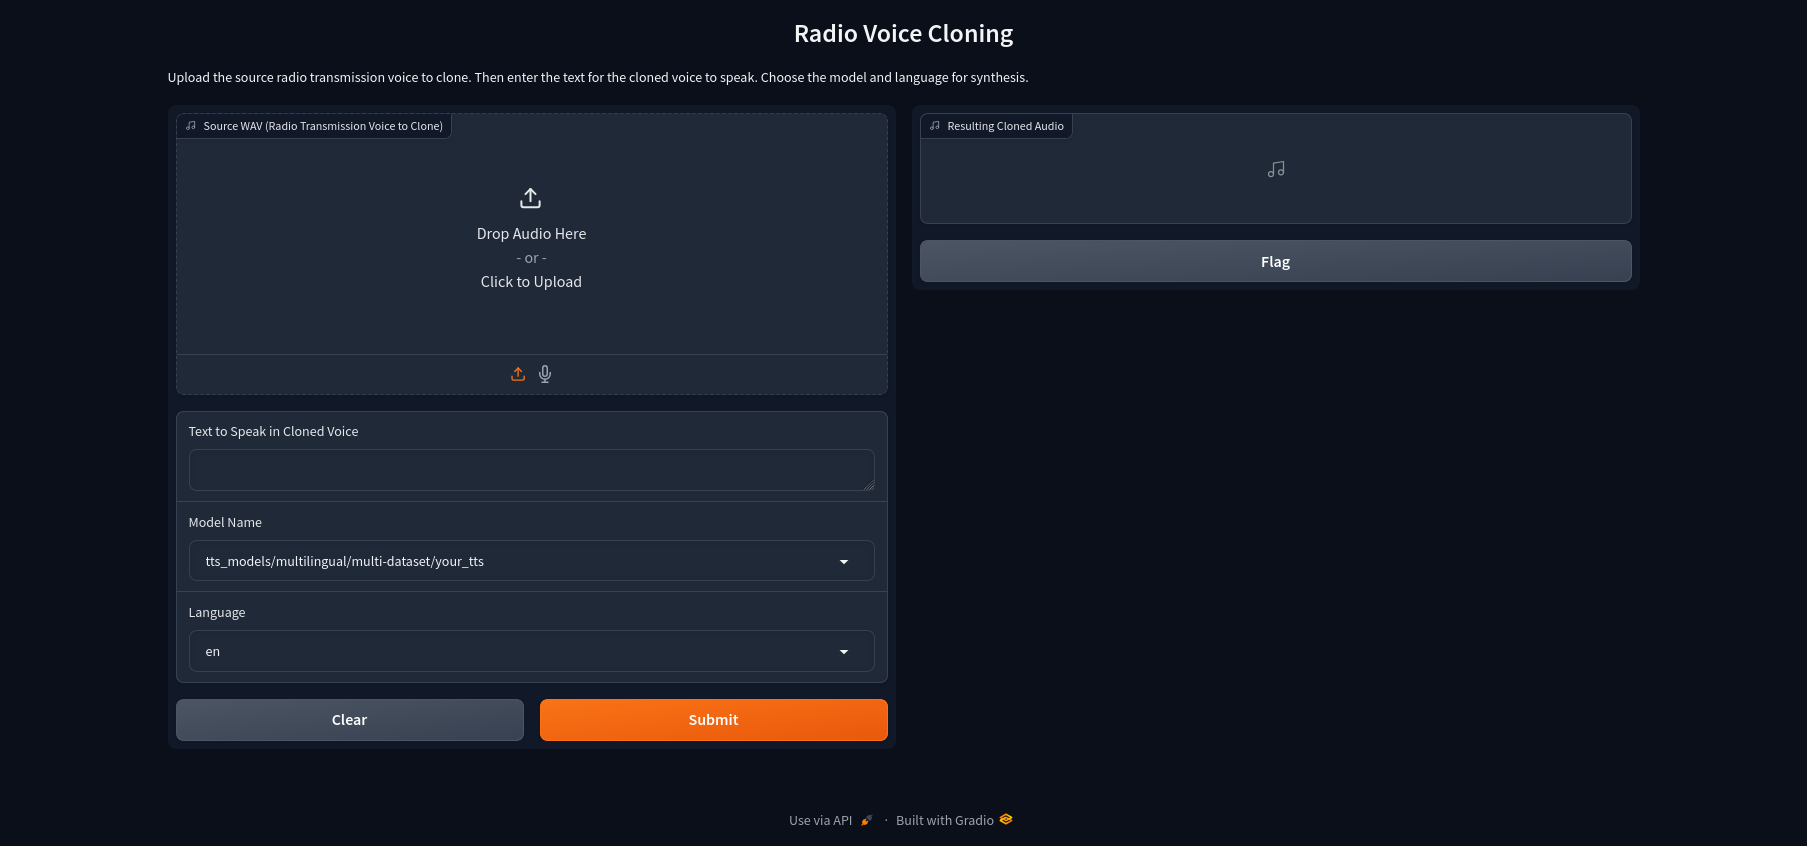 Radio Voice Cloning
Upload the source radio transmission voice to clone. Then enter the text for the cloned voice to speak. Choose the model and language for synthesis.
Source WAV (Radio Transmission Voice to Clone)
Drop Audio Here
- or -
Click to Upload
Text to Speak in Cloned Voice
Model Name
tts_models/multilingual/multi-dataset/your_tts
Language
en
Clear
Submit
Resulting Cloned Audio
Flag
Use via API · Built with Gradio